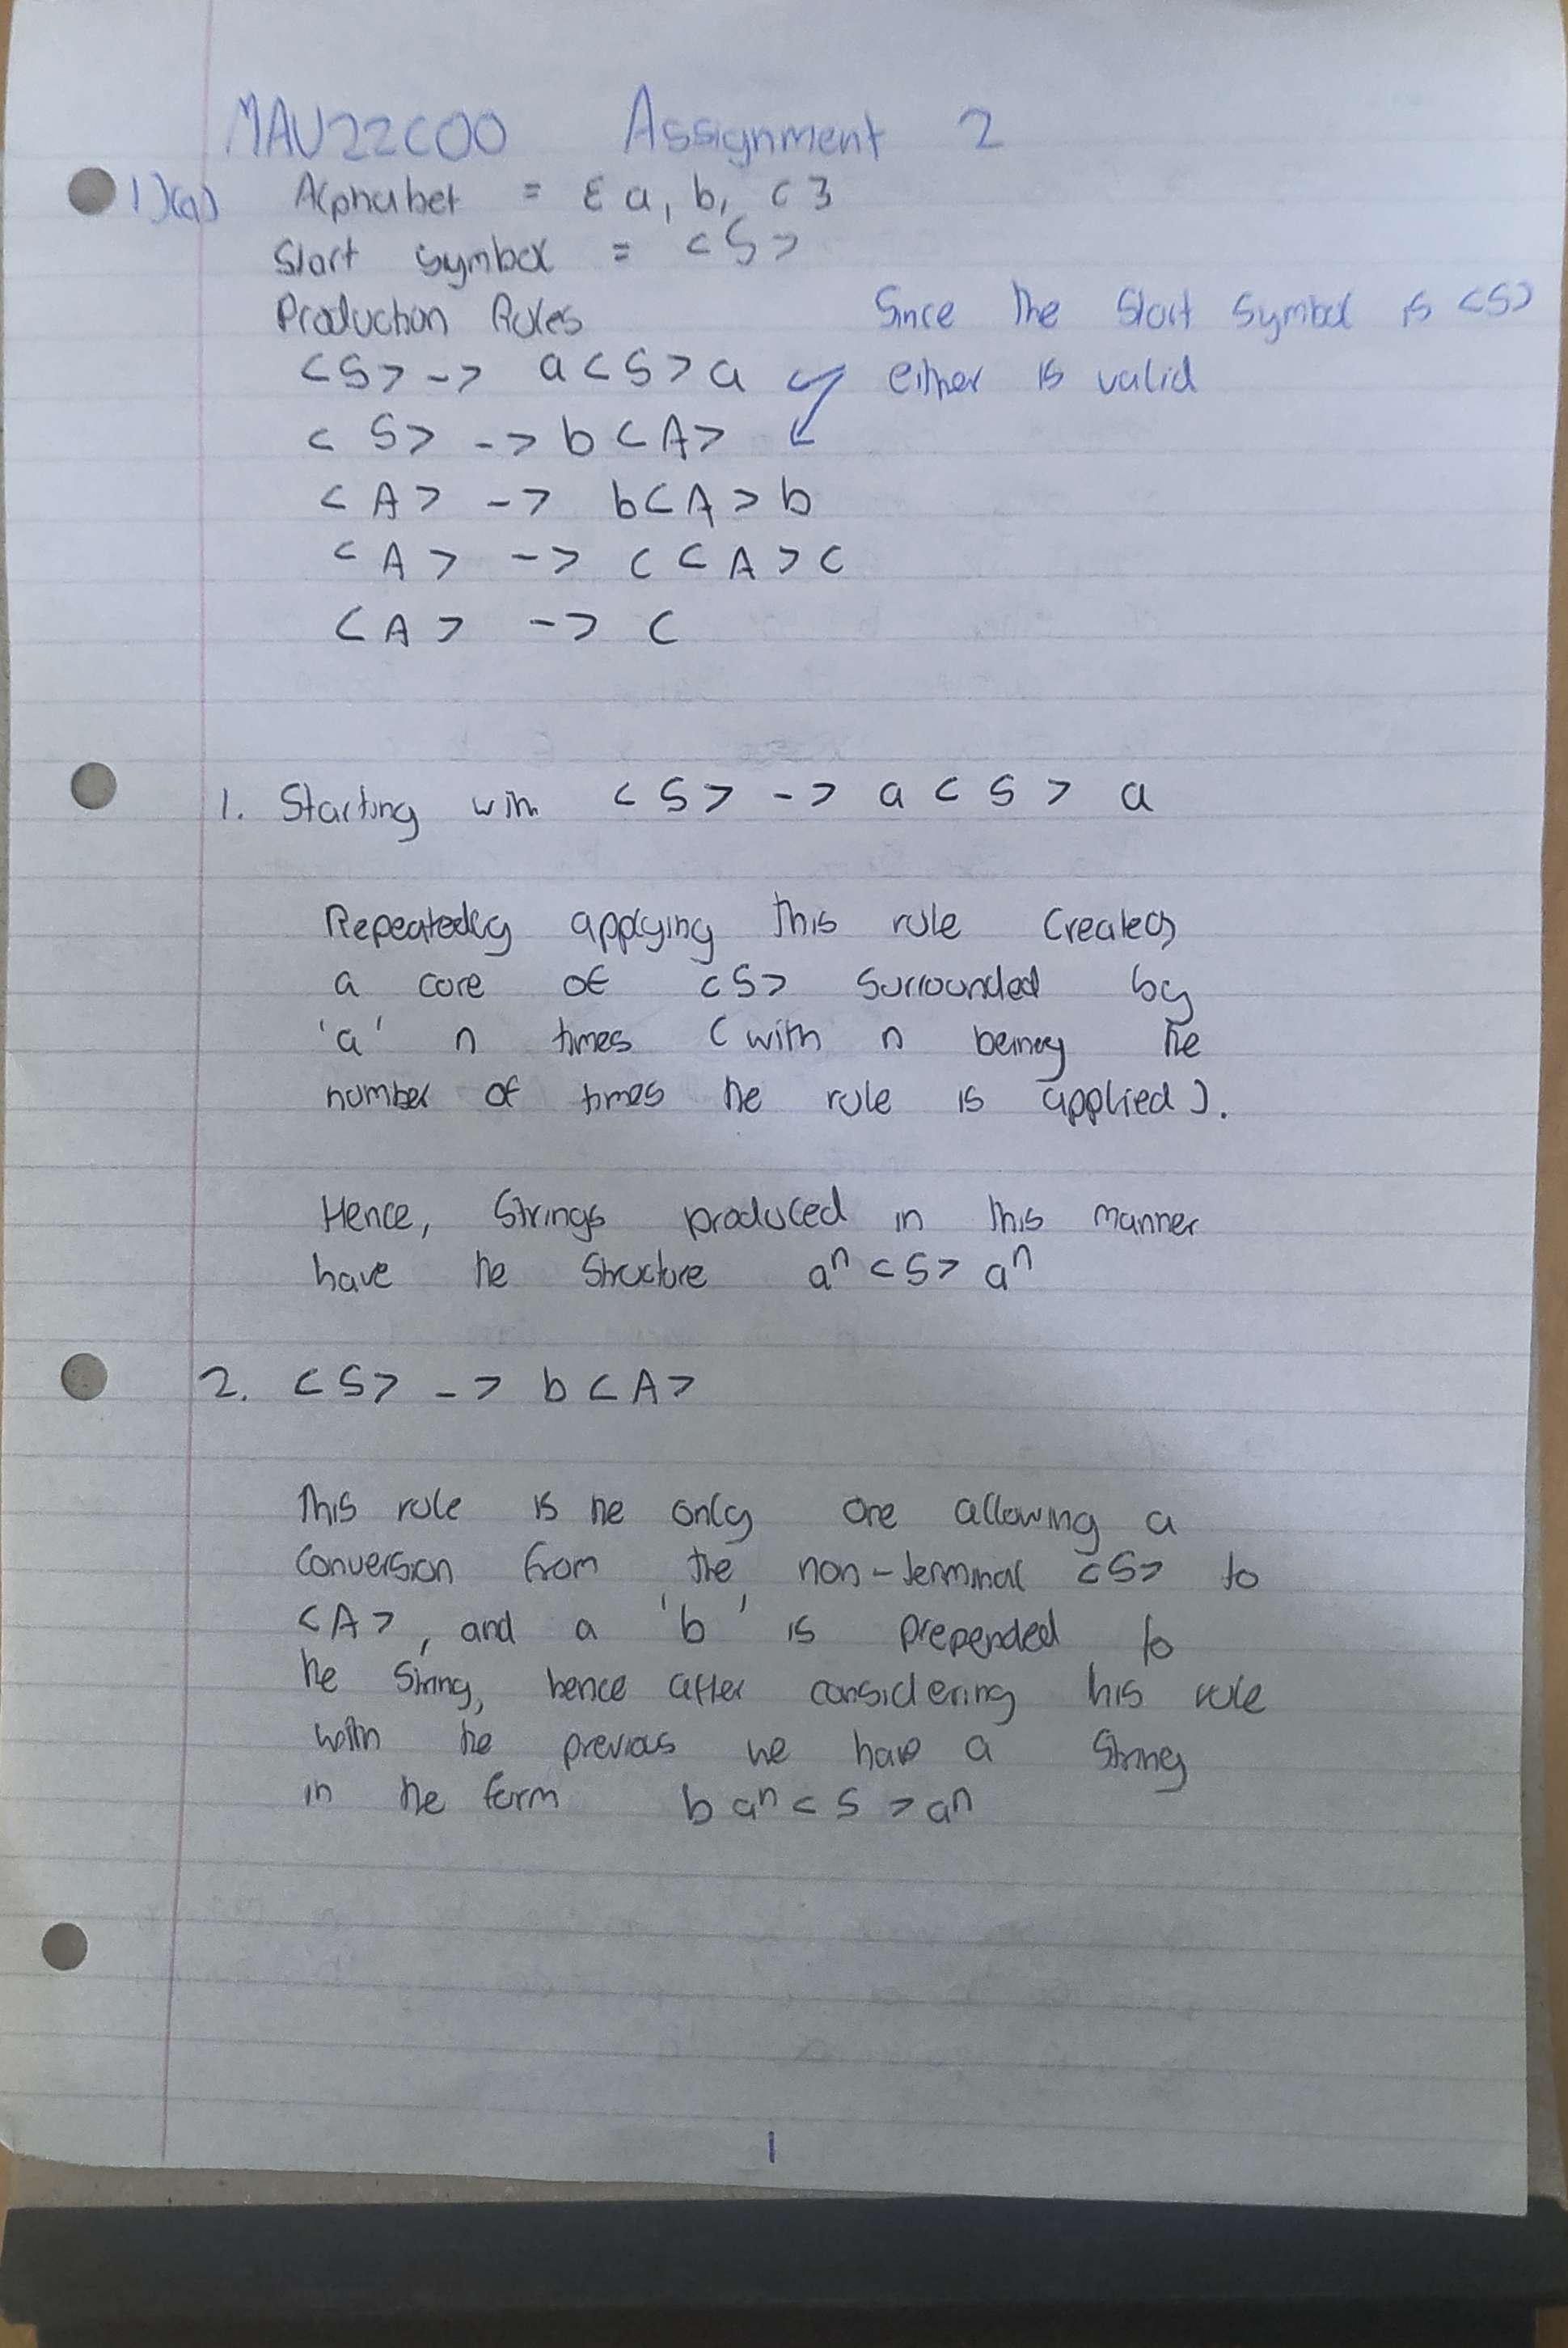 MAU22C00 Assignment 2
1)(a) Alphabet = { a, b, c }
Start Symbol = <S>
Production Rules Since the Start Symbol is <S>
<S> -> a<S>a either is valid
<S> -> b<A>
<A> -> b<A>b
<A> -> c<A>c
<A> -> c
1. Starting with <S> -> a<S>a
Repeatedly applying this rule creates
a core of <S> surrounded by
'a' n times (with n being the
number of times the rule is applied).
Hence, Strings produced in this manner
have the Structure aⁿ<S>aⁿ
2. <S> -> b<A>
This rule is the only one allowing a
conversion from the non-terminal <S> to
<A>, and a 'b' is prepended to
the string, hence after considering this rule
with the previous we have a String
in the form baⁿ<S>aⁿ
1